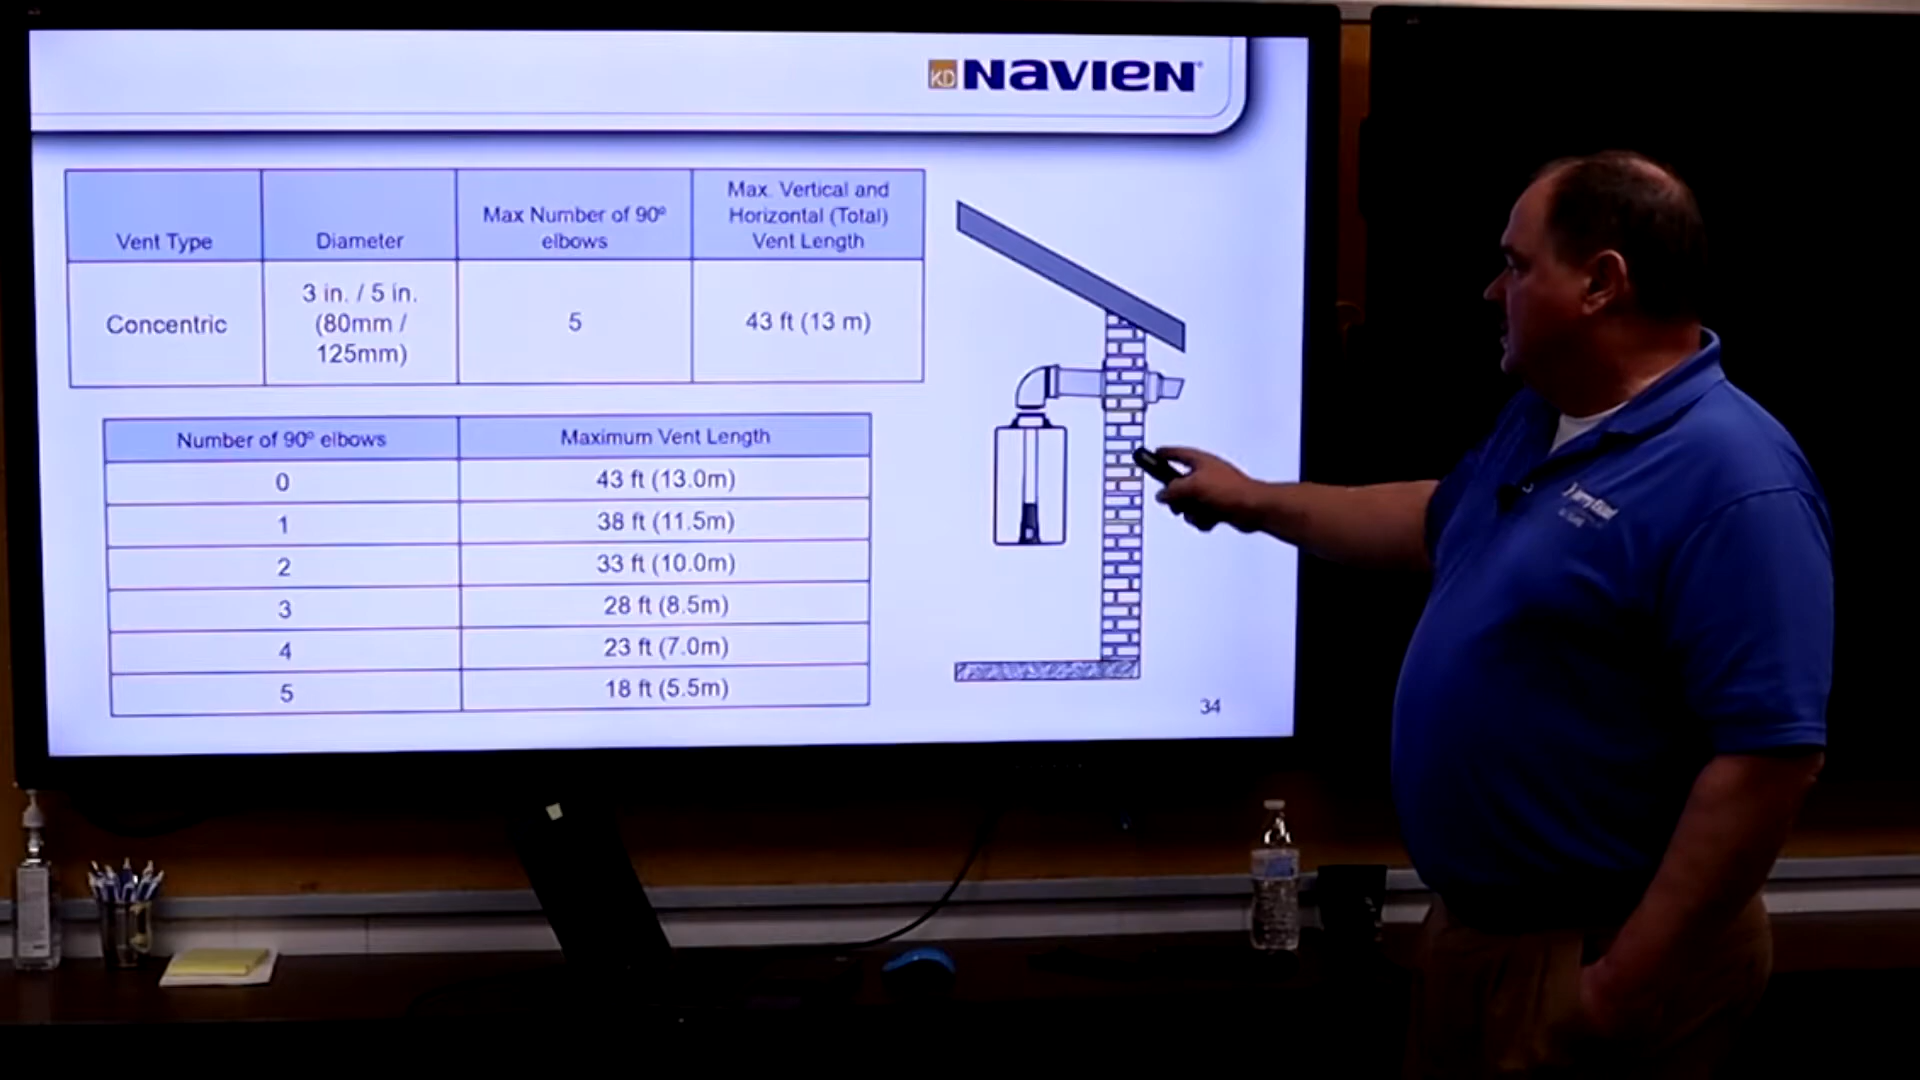 KD NAVIEN
Vent Type
Diameter
Max Number of 90º
elbows
Max. Vertical and
Horizontal (Total)
Vent Length
Concentric
3 in. / 5 in.
(80mm /
125mm)
5
43 ft (13 m)
Number of 90º elbows
Maximum Vent Length
0
43 ft (13.0m)
1
38 ft (11.5m)
2
33 ft (10.0m)
3
28 ft (8.5m)
4
23 ft (7.0m)
5
18 ft (5.5m)
34